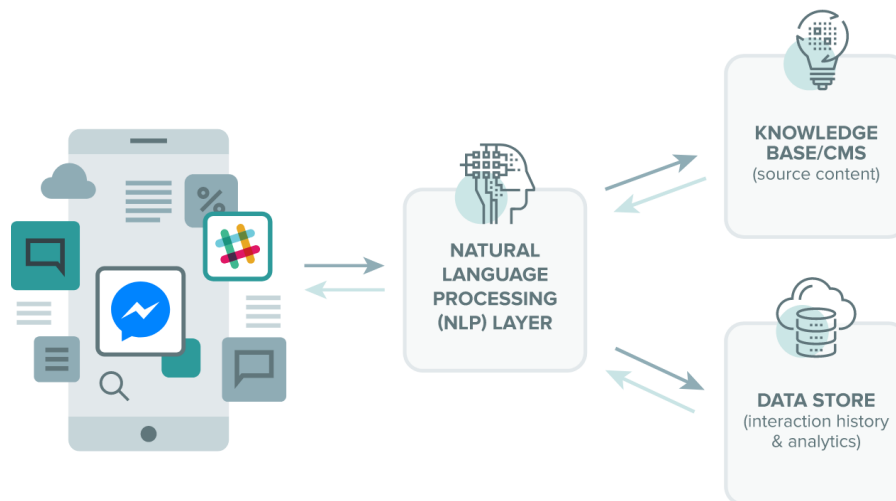 %
NATURAL
LANGUAGE
PROCESSING
(NLP) LAYER
KNOWLEDGE
BASE/CMS
(source content)
DATA STORE
(interaction history
& analytics)